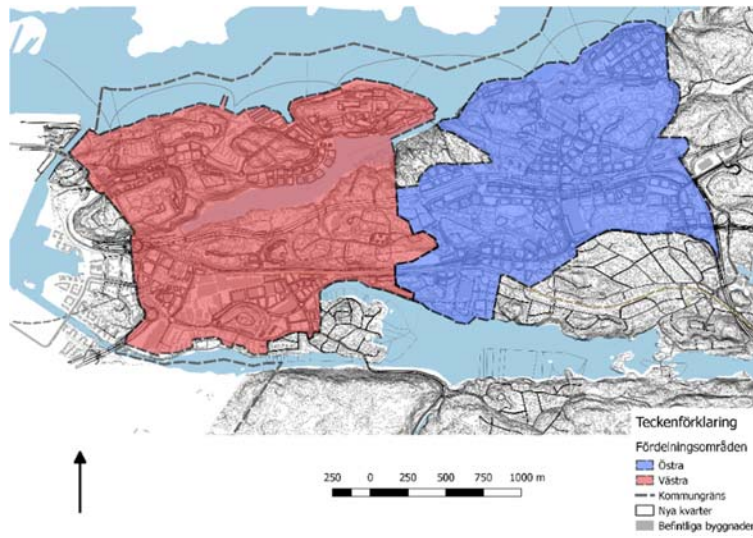 Teckenförklaring
Fördelningsområden
Östra
Västra
Kommungräns
Nya kvarter
Befintliga byggnader
250 0 250 500 750 1000 m